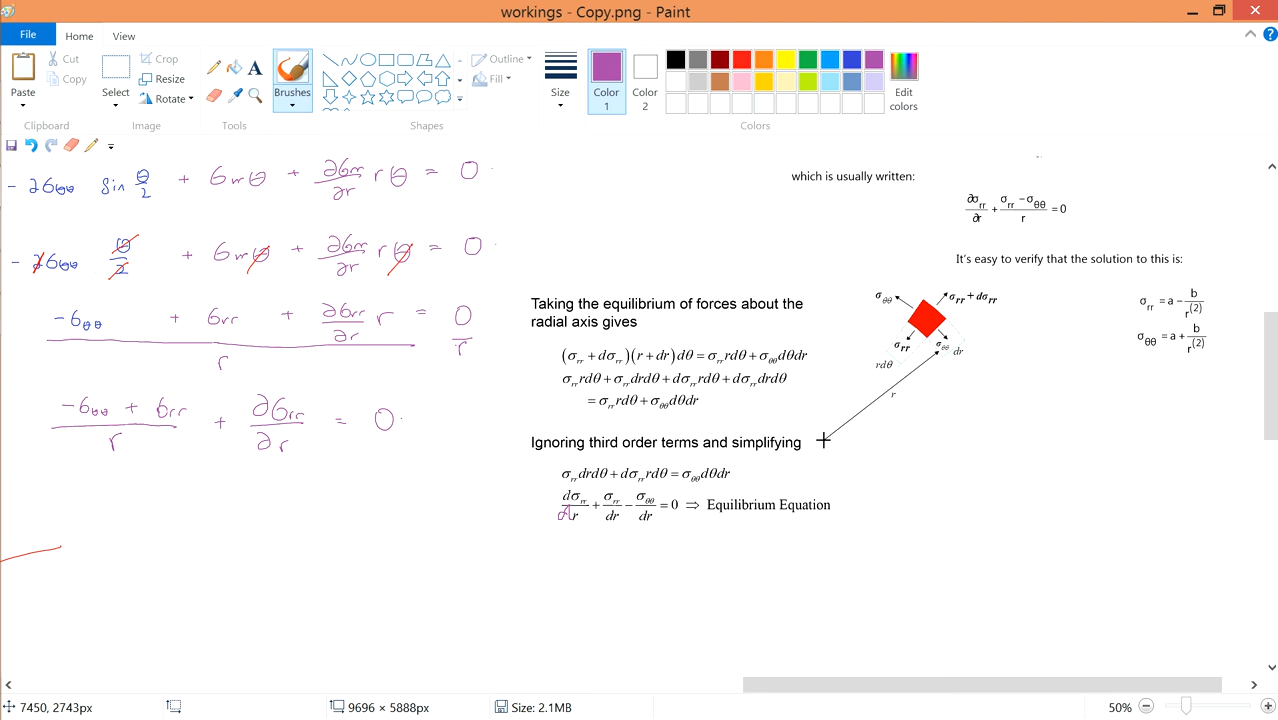 workings - Copy.png - Paint
File Home View
Paste Cut Copy
Clipboard
Select Crop Resize Rotate
Image
Tools
Brushes
Shapes
Outline Fill
Size
Color 1 Color 2
Colors
Edit colors
- 2σθθ sin θ/2 + σrrθ + ∂σrr/∂r rθ = 0
- 2σθθ θ/2 + σrrθ + ∂σrr/∂r rθ = 0
-σθθ + σrr + ∂σrr/∂r r = 0
r r
-σθθ + σrr / r + ∂σrr/∂r = 0
which is usually written:
∂σrr/∂r + (σrr − σθθ)/r = 0
It's easy to verify that the solution to this is:
σrr = a − b/r(2)
σθθ = a + b/r(2)
Taking the equilibrium of forces about the
radial axis gives
(σrr + dσrr)(r + dr)dθ = σrr rdθ + σθθ dθdr
σrr rdθ + σrr drdθ + dσrr rdθ + dσrr drdθ
= σrr rdθ + σθθ dθdr
Ignoring third order terms and simplifying
σrr drdθ + dσrr rdθ = σθθ dθdr
dσrr/dr + σrr/dr − σθθ/dr = 0 ⇒ Equilibrium Equation
σθθ
σrr + dσrr
σrr
σθθ
dr
rdθ
r
7450, 2743px
9696 × 5888px
Size: 2.1MB
50%